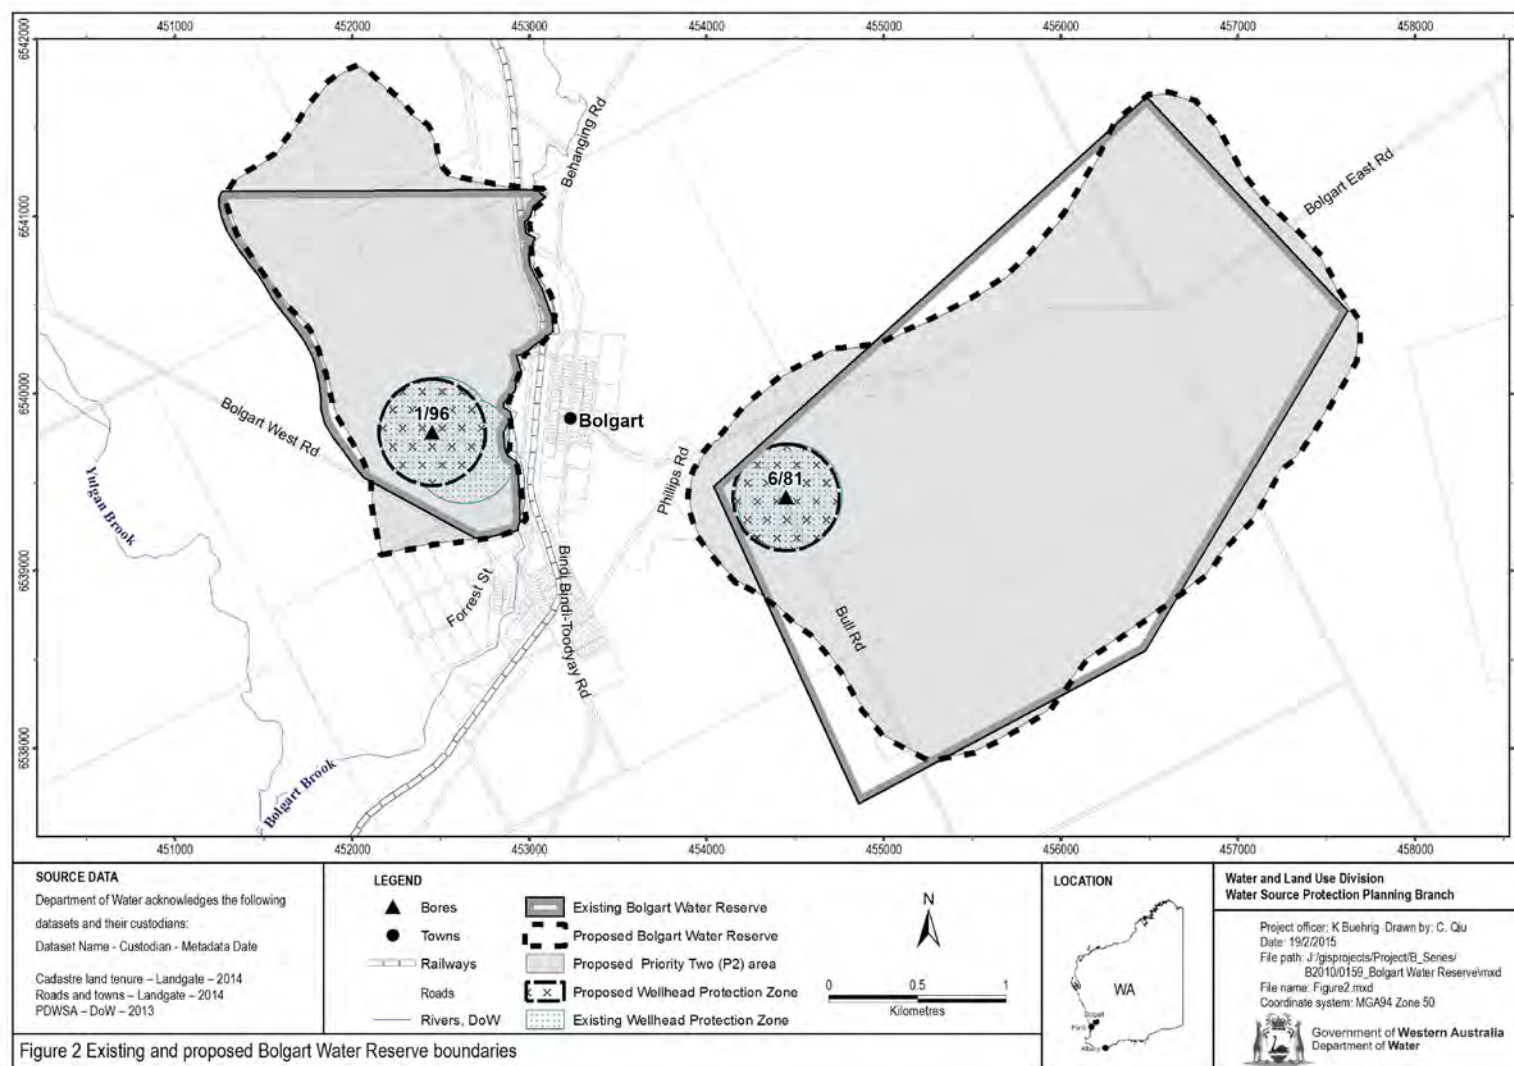 451000 452000 453000 454000 455000 456000 457000 458000
6542000
6541000
6540000
6539000
6538000
Behanging Rd
Bolgart East Rd
1/96
Bolgart
Bolgart West Rd
Phillips Rd
6/81
Yulgan Brook
Forrest St
Bindi Bindi-Toodyay Rd
Bull Rd
Bolgart Brook
451000 452000 453000 454000 455000 456000 457000 458000
SOURCE DATA
Department of Water acknowledges the following
datasets and their custodians:
Dataset Name - Custodian - Metadata Date
Cadastre land tenure – Landgate – 2014
Roads and towns – Landgate – 2014
PDWSA – DoW – 2013
LEGEND
Bores
Towns
Railways
Roads
Rivers, DoW
Existing Bolgart Water Reserve
Proposed Bolgart Water Reserve
Proposed Priority Two (P2) area
Proposed Wellhead Protection Zone
Existing Wellhead Protection Zone
N
0 0.5 1
Kilometres
LOCATION
WA
Bolgart
Perth
Albany
Water and Land Use Division
Water Source Protection Planning Branch
Project officer: K Buehrig Drawn by: C. Qiu
Date: 19/2/2015
File path: J:/gisprojects/Project/B_Series/
B2010/0159_Bolgart Water Reserve\mxd
File name: Figure2.mxd
Coordinate system: MGA94 Zone 50
Government of Western Australia
Department of Water
Figure 2 Existing and proposed Bolgart Water Reserve boundaries